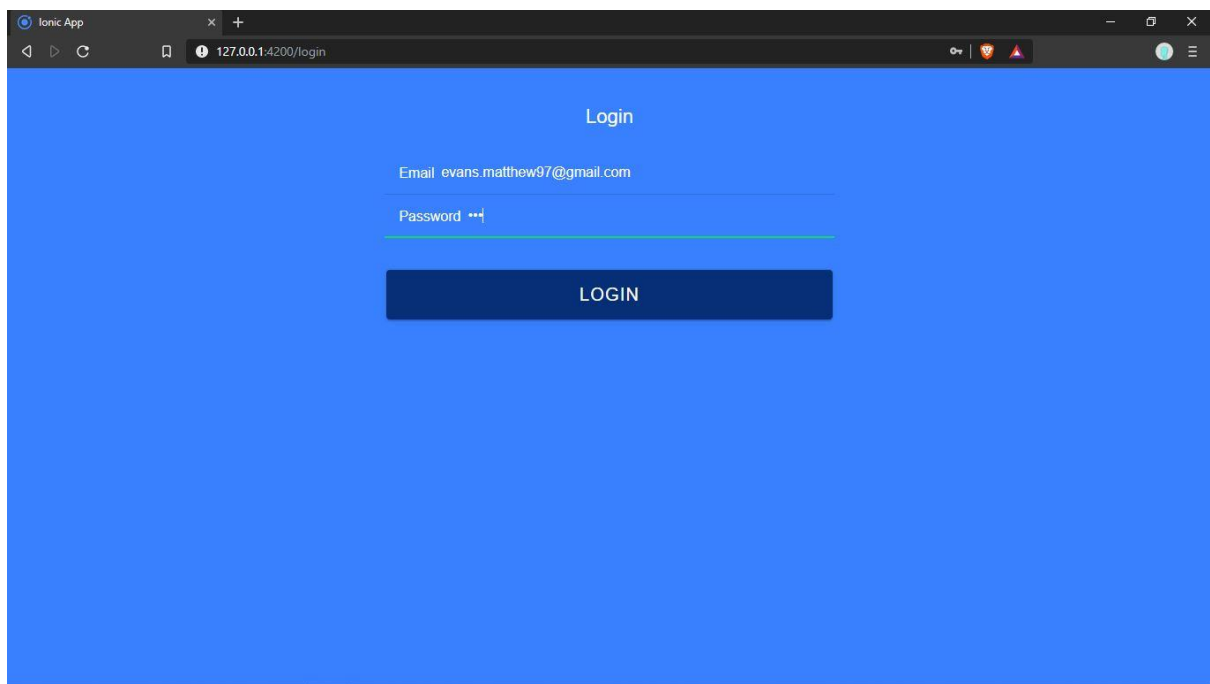 Ionic App
127.0.0.1:4200/login
Login
Email evans.matthew97@gmail.com
Password •••
LOGIN